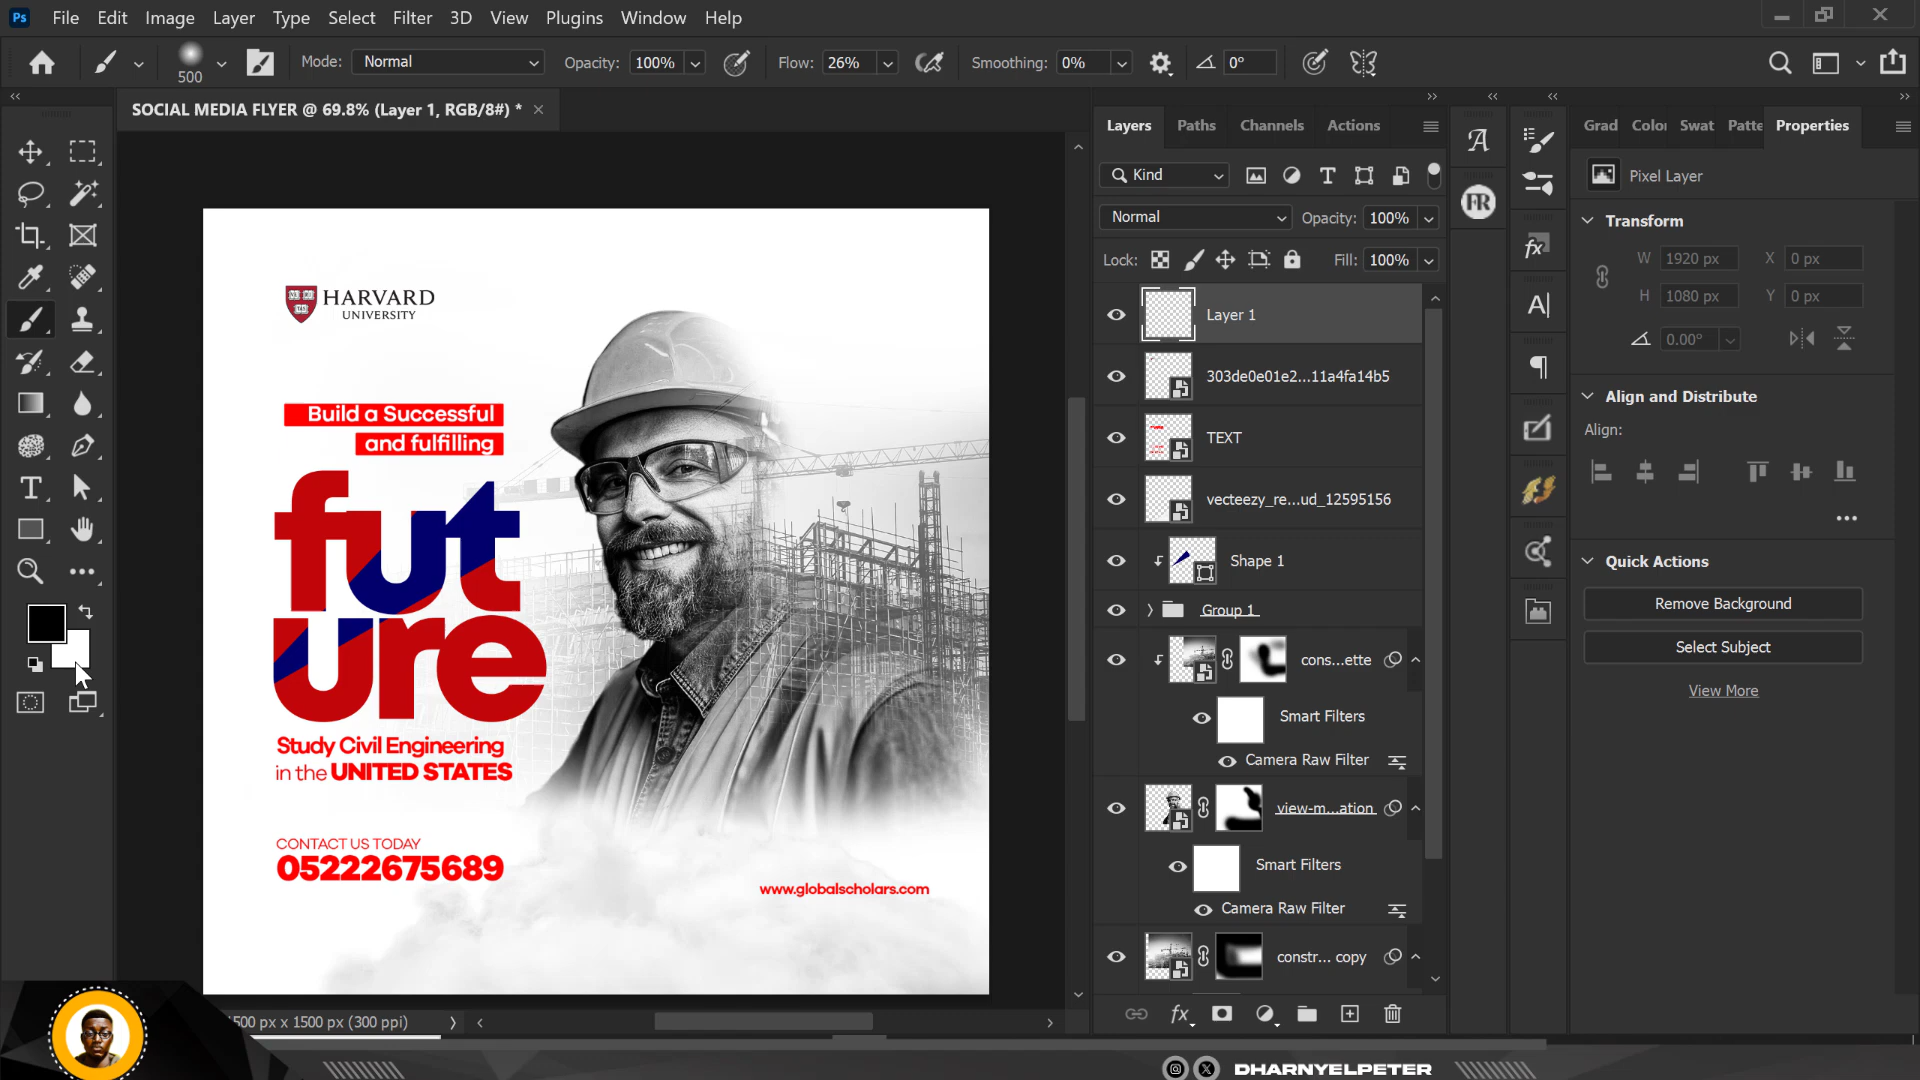 Ps File Edit Image Layer Type Select Filter 3D View Plugins Window Help
500 Mode: Normal Opacity: 100% Flow: 26% Smoothing: 0% 0°
SOCIAL MEDIA FLYER @ 69.8% (Layer 1, RGB/8#) *
HARVARD
UNIVERSITY
Build a Successful
and fulfilling
fut
ure
Study Civil Engineering
in the UNITED STATES
CONTACT US TODAY
05222675689
www.globalscholars.com
500 px x 1500 px (300 ppi)
Layers Paths Channels Actions
Kind
Normal Opacity: 100%
Lock: Fill: 100%
Layer 1
303de0e01e2...11a4fa14b5
TEXT
vecteezy_re...ud_12595156
Shape 1
Group 1
cons...ette
Smart Filters
Camera Raw Filter
view-m...ation
Smart Filters
Camera Raw Filter
constr... copy
fx
A
FR
fx
A
Grad Color Swat Patte Properties
Pixel Layer
Transform
W 1920 px X 0 px
H 1080 px Y 0 px
0.00°
Align and Distribute
Align:
Quick Actions
Remove Background
Select Subject
View More
DHARNYELPETER